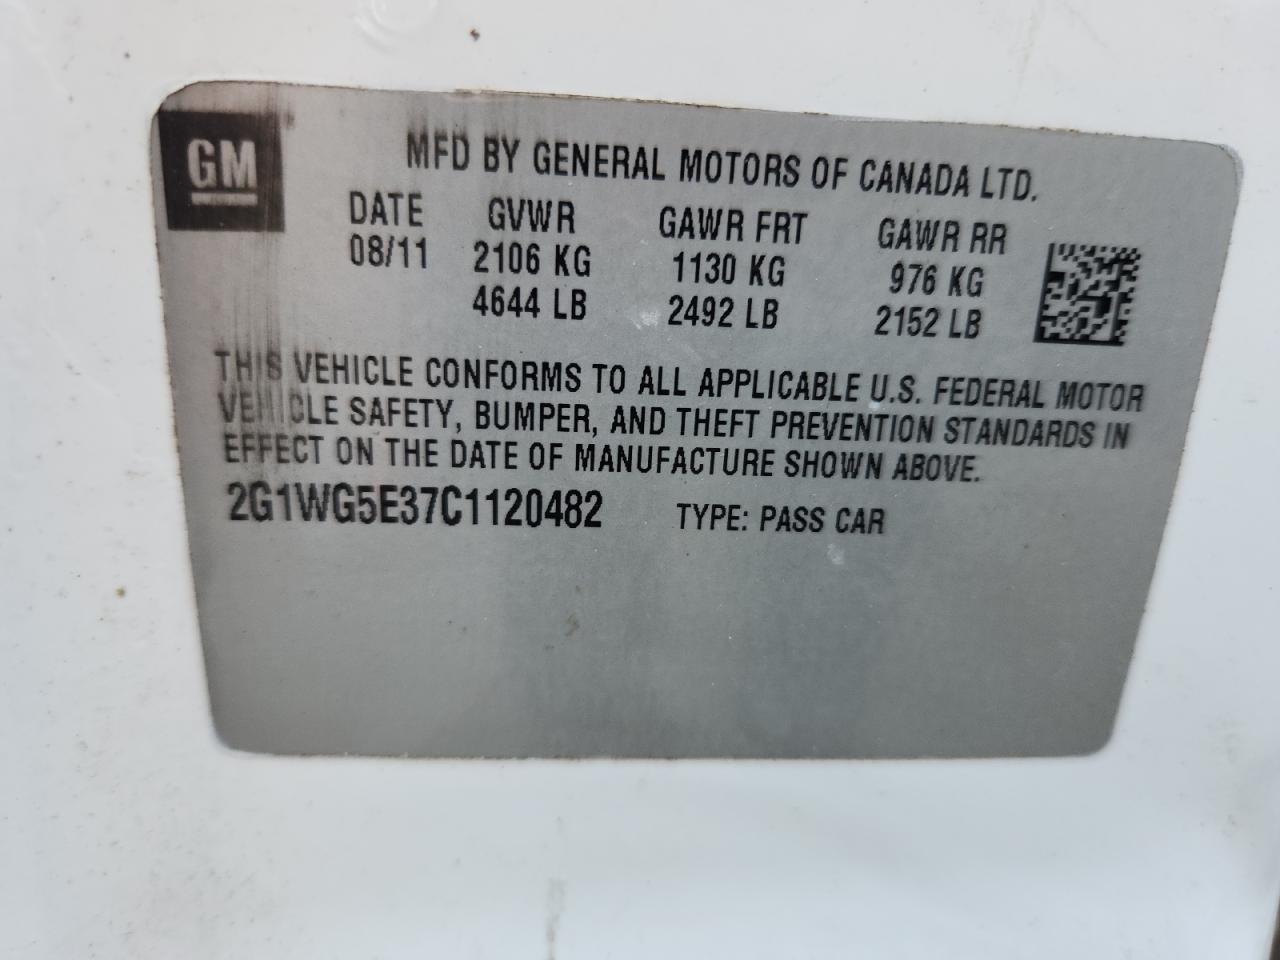 GM
MFD BY GENERAL MOTORS OF CANADA LTD.
DATE GVWR GAWR FRT GAWR RR
08/11 2106 KG 1130 KG 976 KG
4644 LB 2492 LB 2152 LB
THIS VEHICLE CONFORMS TO ALL APPLICABLE U.S. FEDERAL MOTOR
VEHICLE SAFETY, BUMPER, AND THEFT PREVENTION STANDARDS IN
EFFECT ON THE DATE OF MANUFACTURE SHOWN ABOVE.
2G1WG5E37C1120482 TYPE: PASS CAR